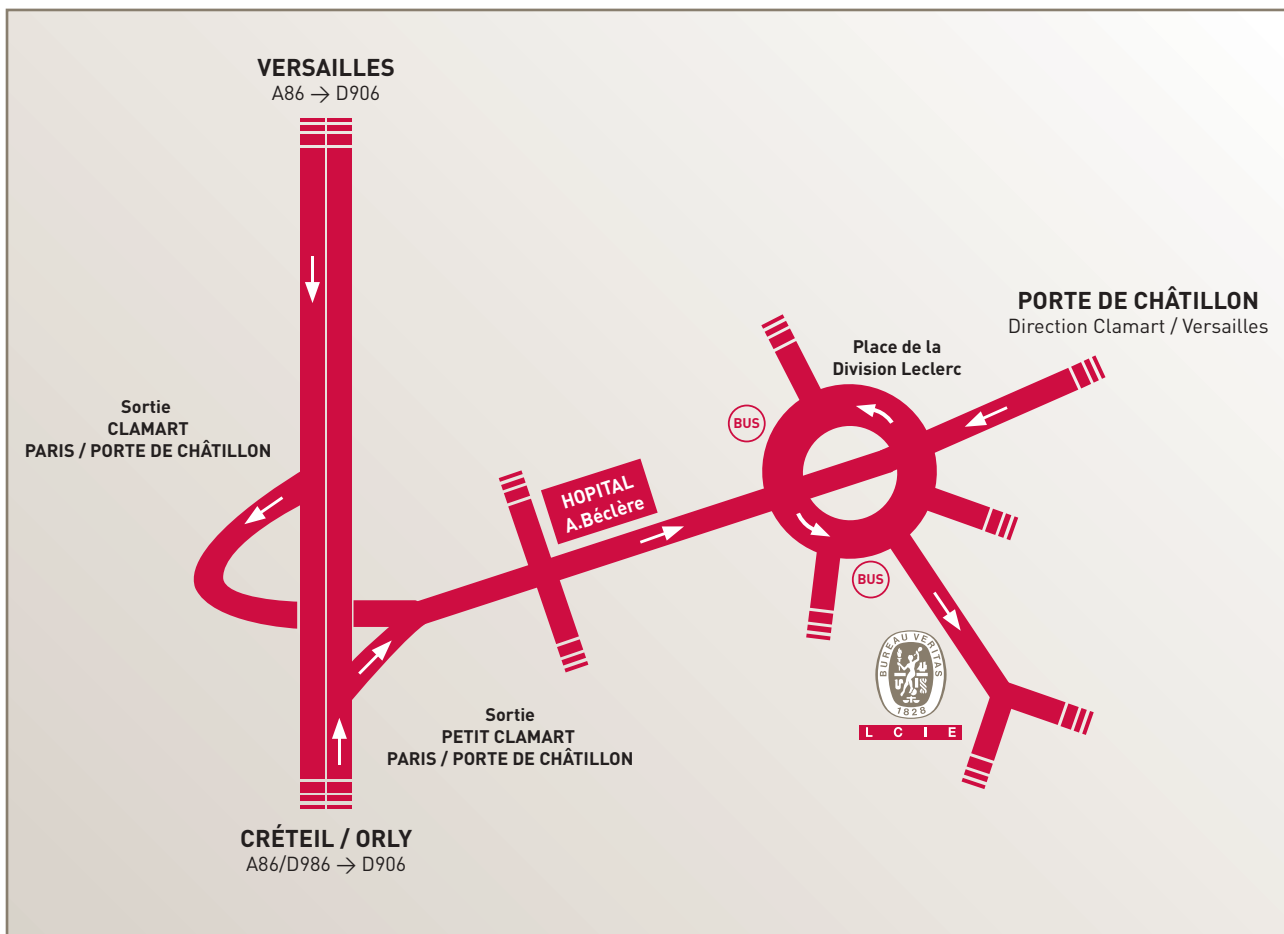 VERSAILLES
A86 → D906
PORTE DE CHÂTILLON
Direction Clamart / Versailles
Place de la
Division Leclerc
Sortie
CLAMART
PARIS / PORTE DE CHÂTILLON
BUS
HOPITAL
A.Béclère
BUS
BUREAU VERITAS
1828
L C I E
Sortie
PETIT CLAMART
PARIS / PORTE DE CHÂTILLON
CRÉTEIL / ORLY
A86/D986 → D906